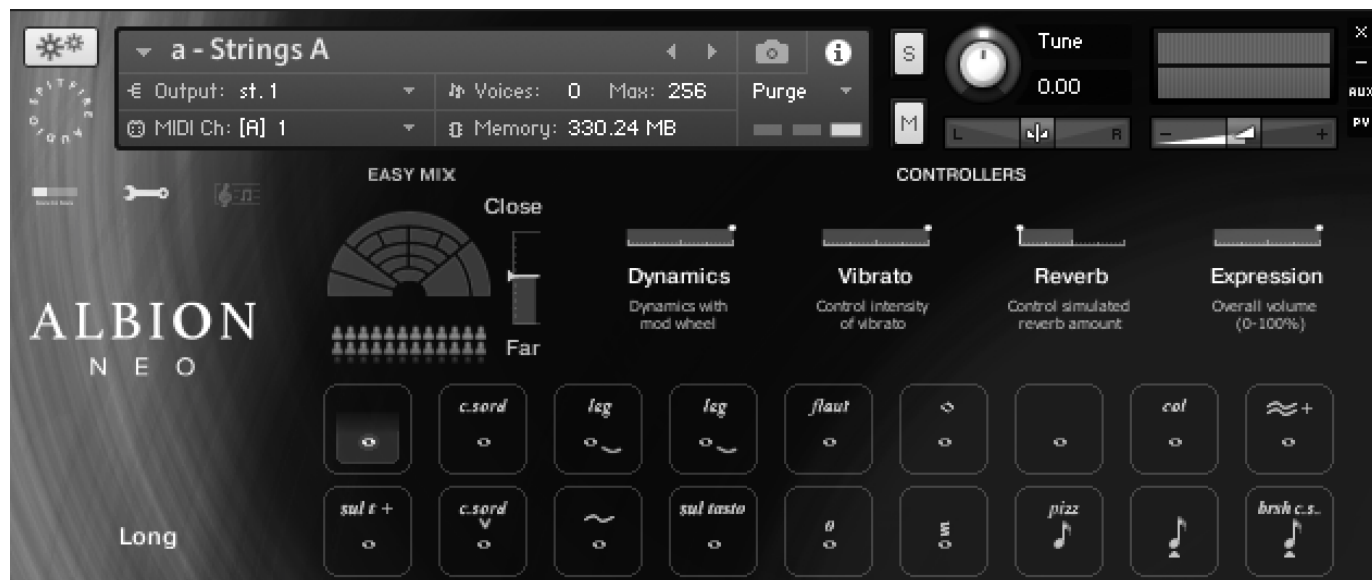 a - Strings A
i
SPITFIRE AUDIO
Output: st. 1
Voices: 0 Max: 256
Purge
MIDI Ch: [A] 1
Memory: 330.24 MB
S
M
Tune
0.00
L R
- +
×
-
AUX
PV
EASY MIX
Close
Far
CONTROLLERS
Dynamics
Dynamics with
mod wheel
Vibrato
Control intensity
of vibrato
Reverb
Control simulated
reverb amount
Expression
Overall volume
(0-100%)
ALBION
NEO
c.sord
leg
leg
flaut
col
+
Long
sul t +
c.sord
sul tasto
pizz
brsh c.s..